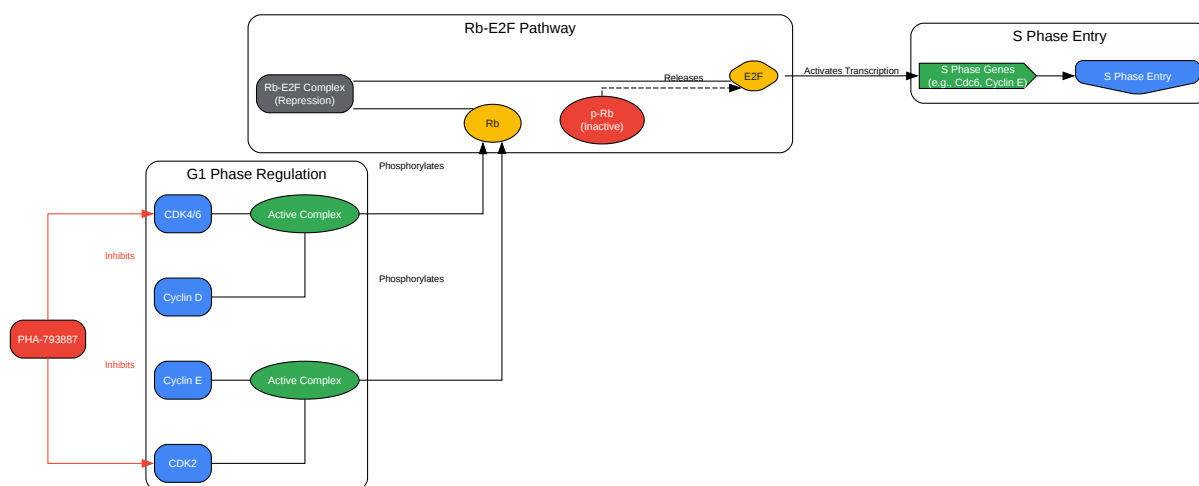 Rb-E2F Pathway
S Phase Entry
Rb-E2F Complex
(Repression)
Releases
E2F
Activates Transcription
S Phase Genes
(e.g., Cdc6, Cyclin E)
S Phase Entry
Rb
p-Rb
(Inactive)
G1 Phase Regulation
Phosphorylates
CDK4/6
Active Complex
Inhibits
Cyclin D
Phosphorylates
PHA-793887
Inhibits
Cyclin E
Active Complex
CDK2